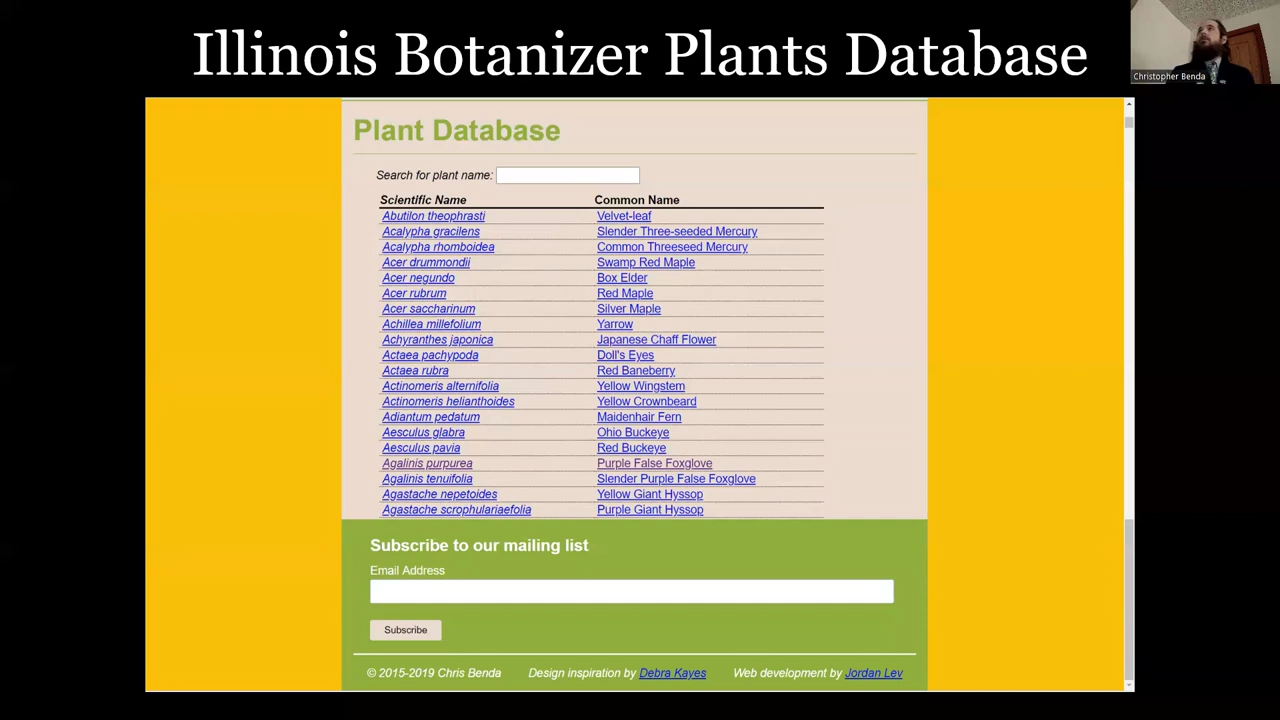 Illinois Botanizer Plants Database
Christopher Benda
Plant Database
Search for plant name:
Scientific Name Common Name
Abutilon theophrasti Velvet-leaf
Acalypha gracilens Slender Three-seeded Mercury
Acalypha rhomboidea Common Threeseed Mercury
Acer drummondii Swamp Red Maple
Acer negundo Box Elder
Acer rubrum Red Maple
Acer saccharinum Silver Maple
Achillea millefolium Yarrow
Achyranthes japonica Japanese Chaff Flower
Actaea pachypoda Doll's Eyes
Actaea rubra Red Baneberry
Actinomeris alternifolia Yellow Wingstem
Actinomeris helianthoides Yellow Crownbeard
Adiantum pedatum Maidenhair Fern
Aesculus glabra Ohio Buckeye
Aesculus pavia Red Buckeye
Agalinis purpurea Purple False Foxglove
Agalinis tenuifolia Slender Purple False Foxglove
Agastache nepetoides Yellow Giant Hyssop
Agastache scrophulariaefolia Purple Giant Hyssop
Subscribe to our mailing list
Email Address
Subscribe
© 2015-2019 Chris Benda Design inspiration by Debra Kayes Web development by Jordan Lev